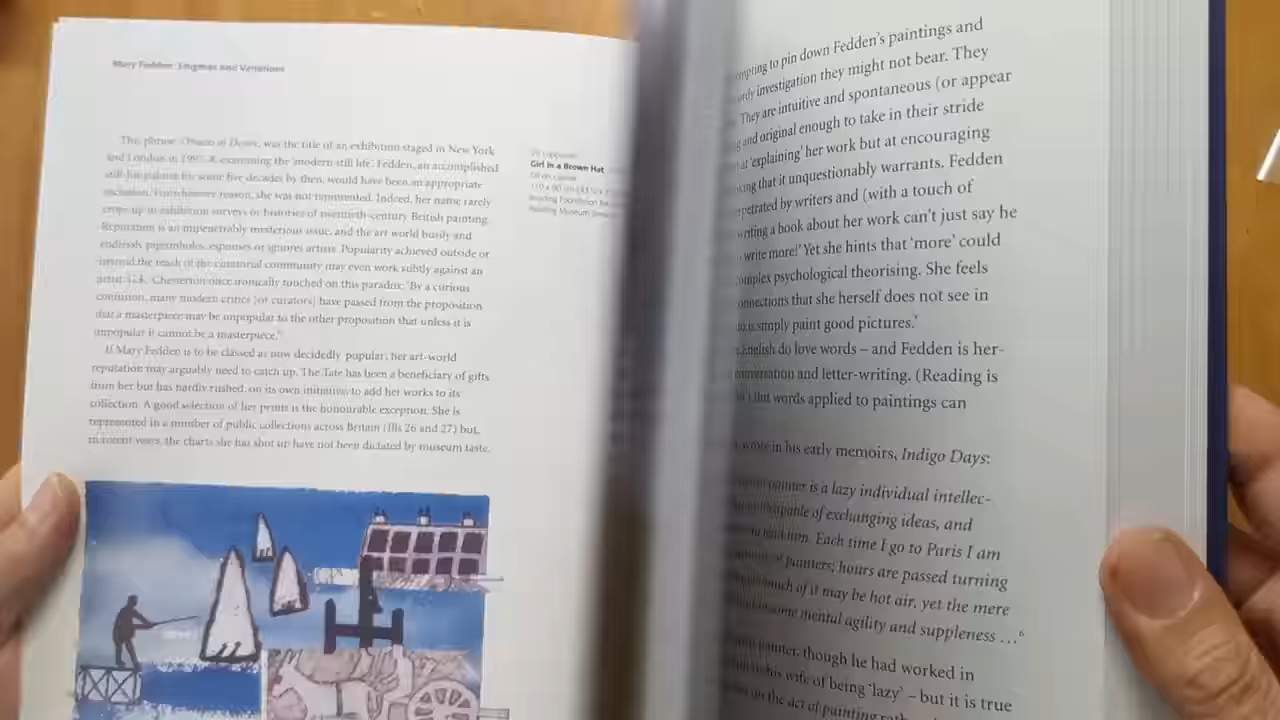 Mary Fedden: Enigmas and Variations
This phrase, Objects of Desire, was the title of an exhibition staged in New York
and London in 1997-8, examining the 'modern still life'. Fedden, an accomplished
still-life painter for some five decades by then, would have been an appropriate
inclusion. For whatever reason, she was not represented. Indeed, her name rarely
crops up in exhibition surveys or histories of twentieth-century British painting.
Reputation is an impenetrably mysterious issue, and the art world busily and
endlessly pigeonholes, espouses or ignores artists. Popularity achieved outside or
beyond the reach of the curatorial community may even work subtly against an
artist. Chesterton once ironically touched on this paradox: 'By a curious
confusion, many modern critics [or curators] have passed from the proposition
that a masterpiece may be unpopular to the other proposition that unless it is
unpopular it cannot be a masterpiece.'
If Mary Fedden is to be classed as now decidedly popular, her art-world
reputation may arguably need to catch up. The Tate has been a beneficiary of gifts
from her but has hardly rushed, on its own initiative, to add her works to its
collection. A good selection of her prints is the honourable exception. She is
represented in a number of public collections across Britain (Ills 26 and 27) but,
in recent years, the charts she has shot up have not been dictated by museum taste.
Girl in a Brown Hat
Oil on canvas
Reading Foundation
Reading Museum
to pin down Fedden's paintings and
investigation they might not bear. They
They are intuitive and spontaneous (or appear
and original enough to take in their stride
at 'explaining' her work but at encouraging
that it unquestionably warrants. Fedden
by writers and (with a touch of
writing a book about her work can't just say he
write more!' Yet she hints that 'more' could
psychological theorising. She feels
connections that she herself does not see in
is simply paint good pictures.'
English do love words – and Fedden is her-
conversation and letter-writing. (Reading is
But words applied to paintings can
wrote in his early memoirs, Indigo Days:
painter is a lazy individual intellec-
incapable of exchanging ideas, and
Each time I go to Paris I am
painters; hours are passed turning
much of it may be hot air, yet the mere
some mental agility and suppleness …⁶
painter, though he had worked in
his wife of being 'lazy' – but it is true
on the act of painting